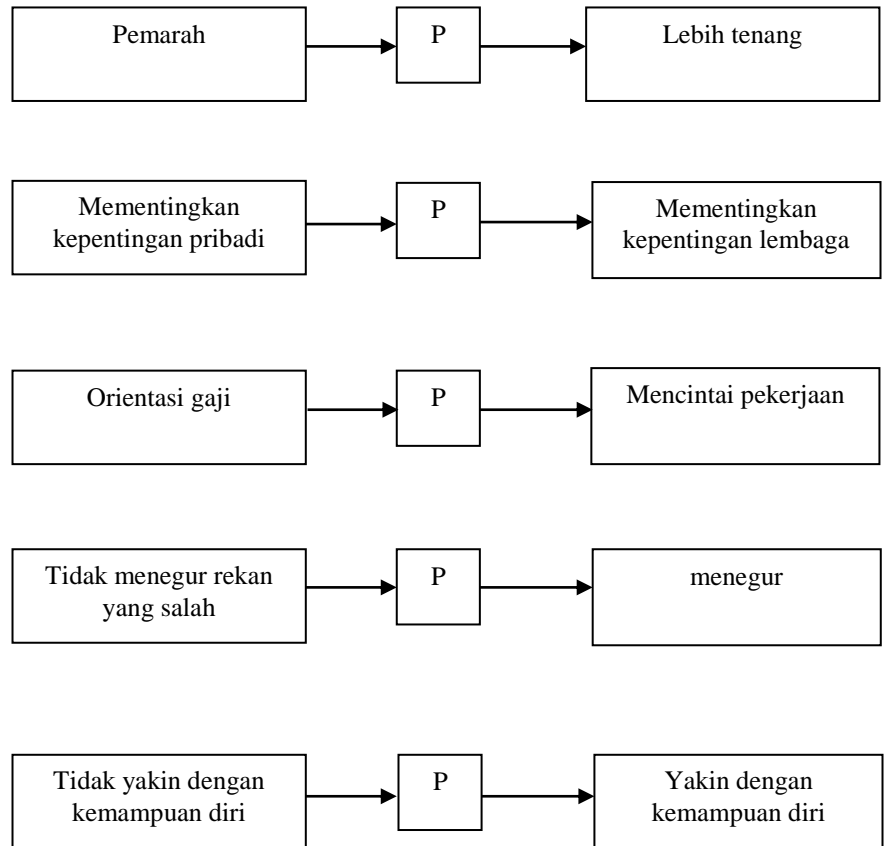 Pemarah
P
Lebih tenang
Mementingkan
kepentingan pribadi
P
Mementingkan
kepentingan lembaga
Orientasi gaji
P
Mencintai pekerjaan
Tidak menegur rekan
yang salah
P
menegur
Tidak yakin dengan
kemampuan diri
P
Yakin dengan
kemampuan diri